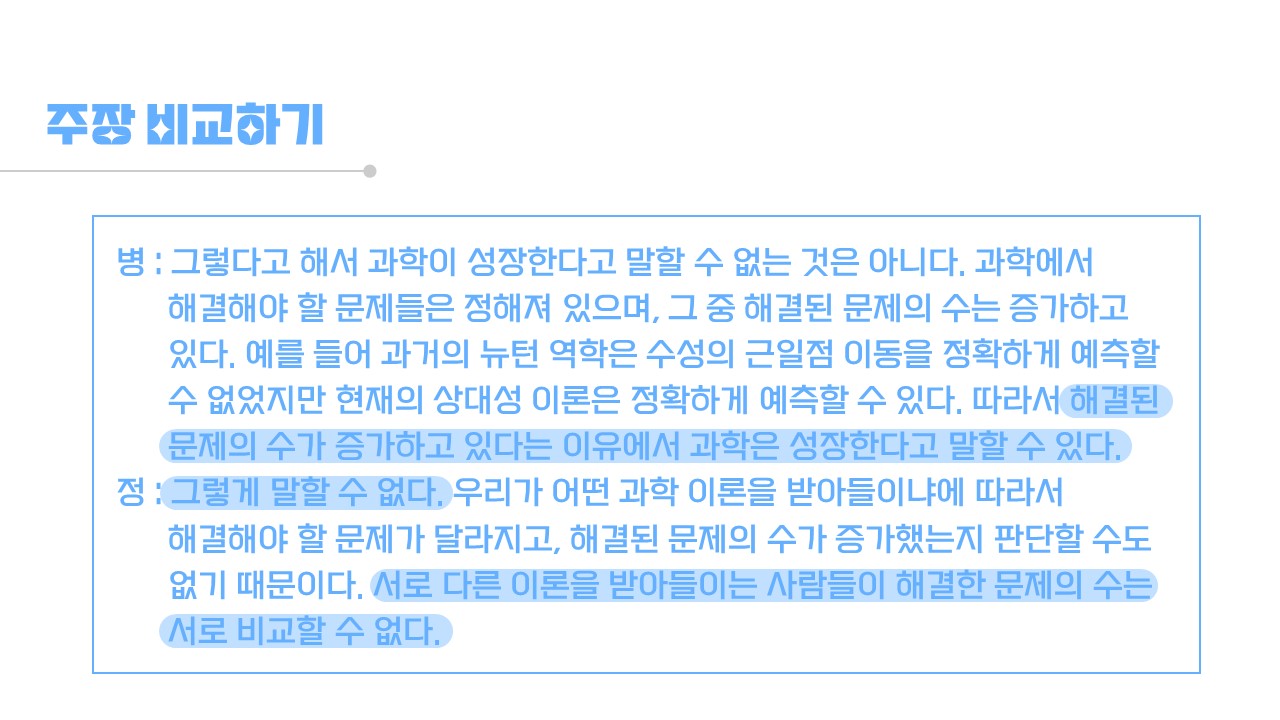 주장 비교하기
병 : 그렇다고 해서 과학이 성장한다고 말할 수 없는 것은 아니다. 과학에서
해결해야 할 문제들은 정해져 있으며, 그 중 해결된 문제의 수는 증가하고
있다. 예를 들어 과거의 뉴턴 역학은 수성의 근일점 이동을 정확하게 예측할
수 없었지만 현재의 상대성 이론은 정확하게 예측할 수 있다. 따라서 해결된
문제의 수가 증가하고 있다는 이유에서 과학은 성장한다고 말할 수 있다.
정 : 그렇게 말할 수 없다. 우리가 어떤 과학 이론을 받아들이냐에 따라서
해결해야 할 문제가 달라지고, 해결된 문제의 수가 증가했는지 판단할 수도
없기 때문이다. 서로 다른 이론을 받아들이는 사람들이 해결한 문제의 수는
서로 비교할 수 없다.